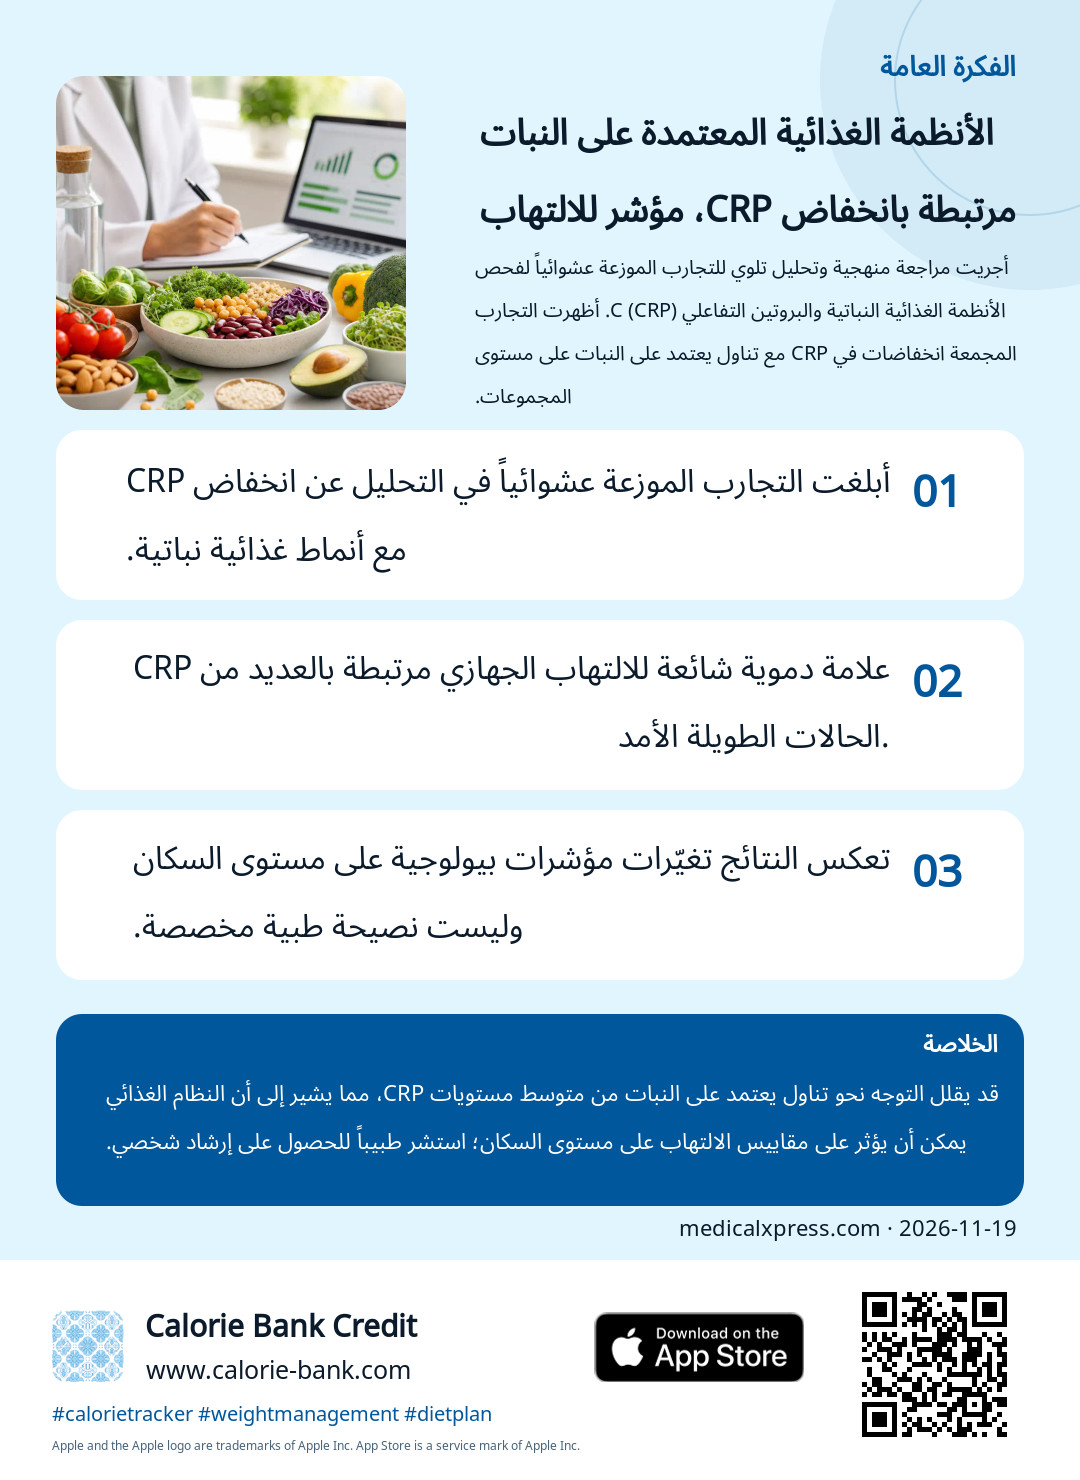 الفكرة العامة
الأنظمة الغذائية المعتمدة على النبات
مرتبطة بانخفاض CRP، مؤشر للالتهاب
أجريت مراجعة منهجية وتحليل تلوي للتجارب الموزعة عشوائياً لفحص
الأنظمة الغذائية النباتية والبروتين التفاعلي C (CRP). أظهرت التجارب
المجمعة انخفاضات في CRP مع تناول يعتمد على النبات على مستوى
المجموعات.
01
أبلغت التجارب الموزعة عشوائياً في التحليل عن انخفاض CRP
مع أنماط غذائية نباتية.
02
علامة دموية شائعة للالتهاب الجهازي مرتبطة بالعديد من CRP
.الحالات الطويلة الأمد
03
تعكس النتائج تغيّرات مؤشرات بيولوجية على مستوى السكان
وليست نصيحة طبية مخصصة.
الخلاصة
قد يقلل التوجه نحو تناول يعتمد على النبات من متوسط مستويات CRP، مما يشير إلى أن النظام الغذائي
يمكن أن يؤثر على مقاييس الالتهاب على مستوى السكان؛ استشر طبيباً للحصول على إرشاد شخصي.
medicalxpress.com · 2026-11-19
Calorie Bank Credit
www.calorie-bank.com
Download on the
App Store
#calorietracker #weightmanagement #dietplan
Apple and the Apple logo are trademarks of Apple Inc. App Store is a service mark of Apple Inc.